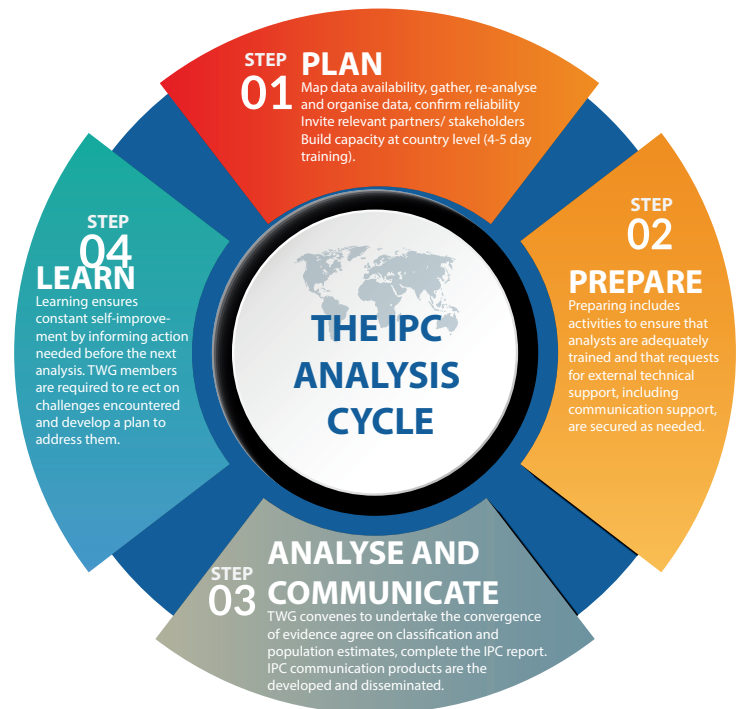 STEP
01
PLAN
Map data availability, gather, re-analyse
and organise data, confirm reliability
Invite relevant partners/ stakeholders
Build capacity at country level (4-5 day
training).
STEP
02
PREPARE
Preparing includes
activities to ensure that
analysts are adequately
trained and that requests
for external technical
support, including
communication support,
are secured as needed.
STEP
03
ANALYSE AND
COMMUNICATE
TWG convenes to undertake the convergence
of evidence agree on classification and
population estimates, complete the IPC report.
IPC communication products are the
developed and disseminated.
STEP
04
LEARN
Learning ensures
constant self-improve-
ment by informing action
needed before the next
analysis. TWG members
are required to re ect on
challenges encountered
and develop a plan to
address them.
THE IPC
ANALYSIS
CYCLE